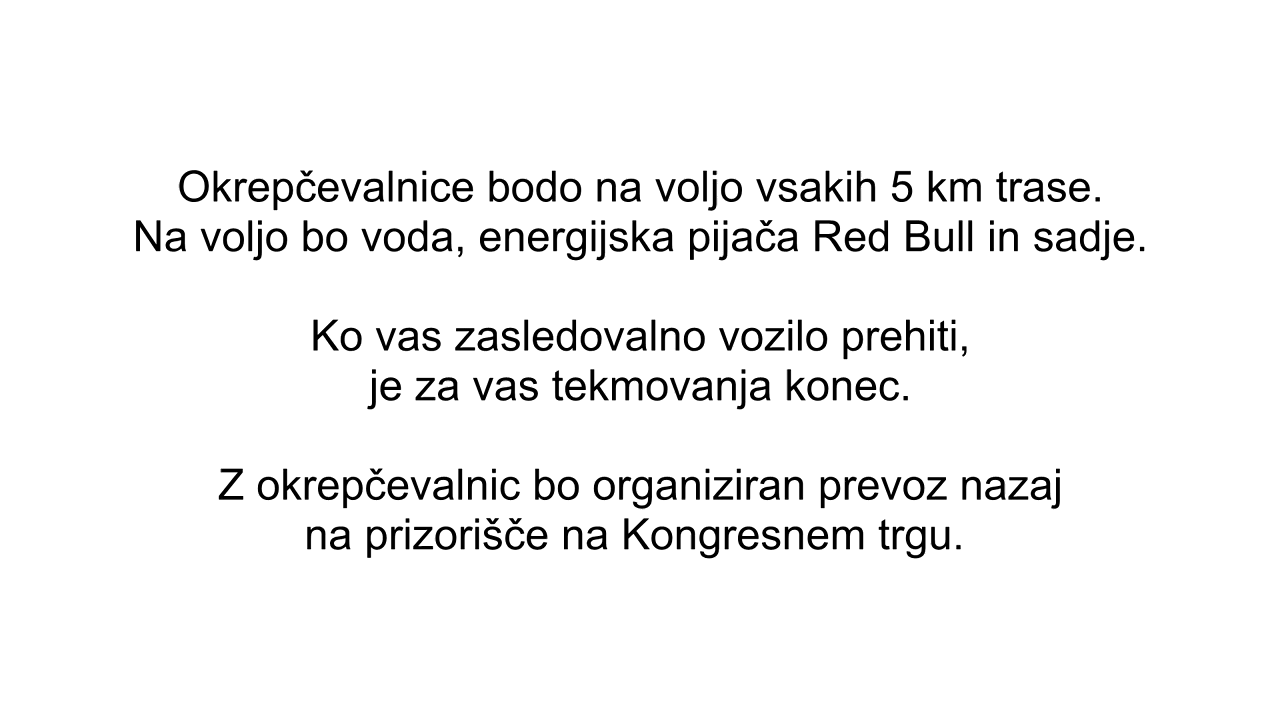 Okrepčevalnice bodo na voljo vsakih 5 km trase.
Na voljo bo voda, energijska pijača Red Bull in sadje.
Ko vas zasledovalno vozilo prehiti,
je za vas tekmovanja konec.
Z okrepčevalnic bo organiziran prevoz nazaj
na prizorišče na Kongresnem trgu.